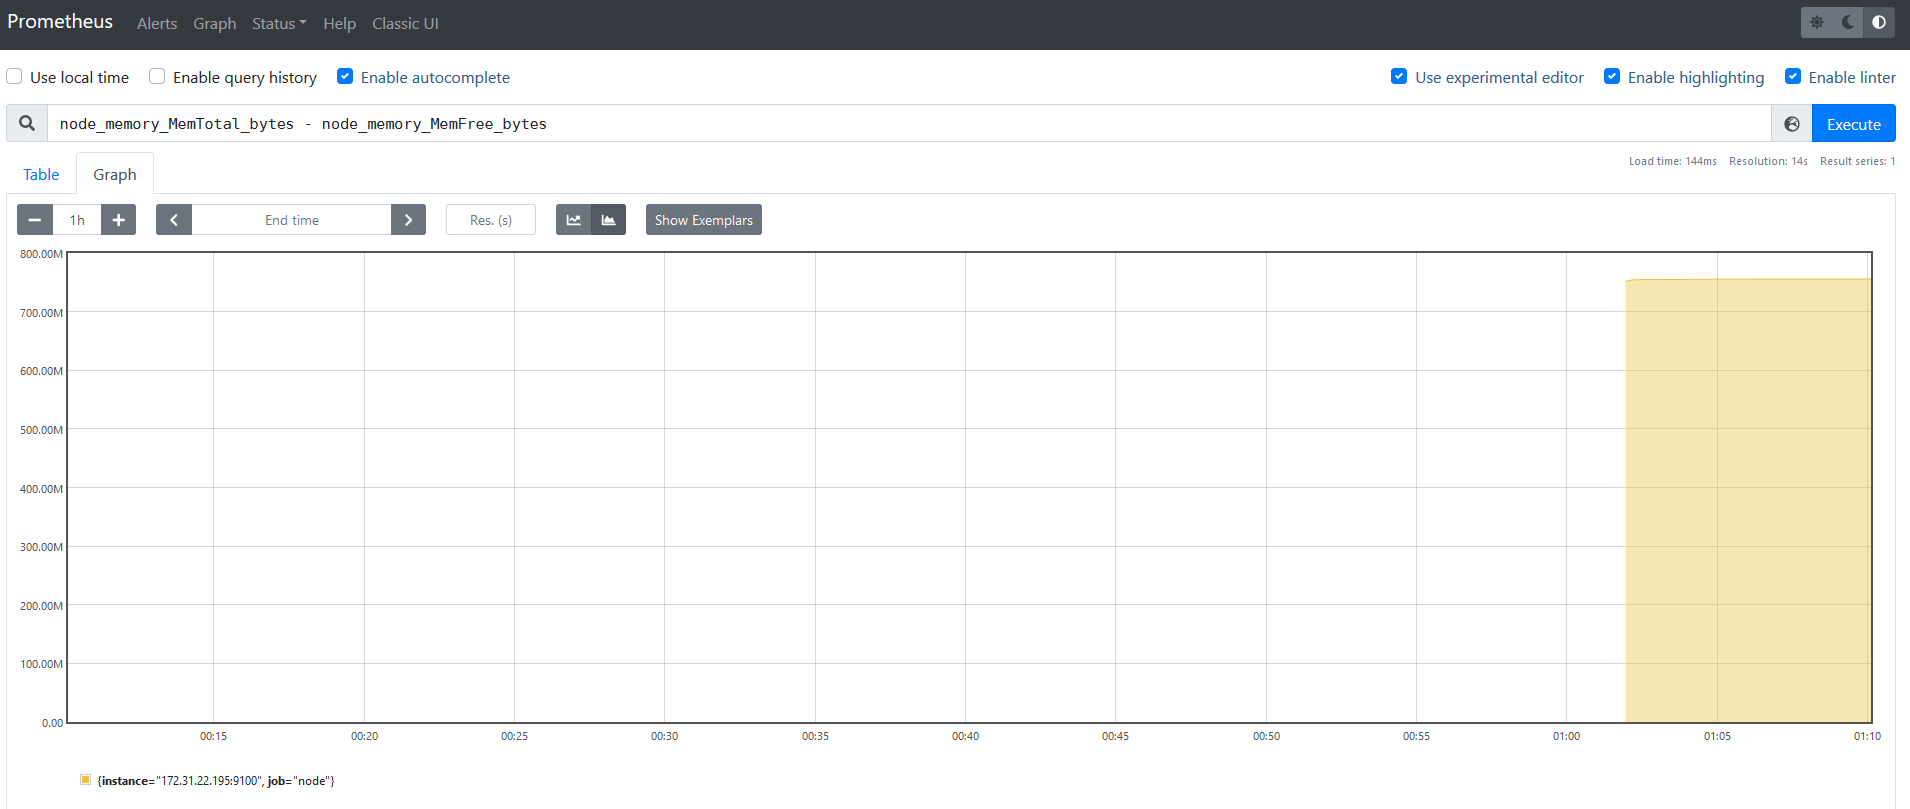 Prometheus Alerts Graph Status Help Classic UI
Use local time Enable query history Enable autocomplete Use experimental editor Enable highlighting Enable linter
node_memory_MemTotal_bytes - node_memory_MemFree_bytes Execute
Load time: 144ms Resolution: 14s Result series: 1
Table Graph
1h End time Res. (s) Show Exemplars
800.00M
700.00M
600.00M
500.00M
400.00M
300.00M
200.00M
100.00M
0.00
00:15 00:20 00:25 00:30 00:35 00:40 00:45 00:50 00:55 01:00 01:05 01:10
{instance="172.31.22.195:9100", job="node"}